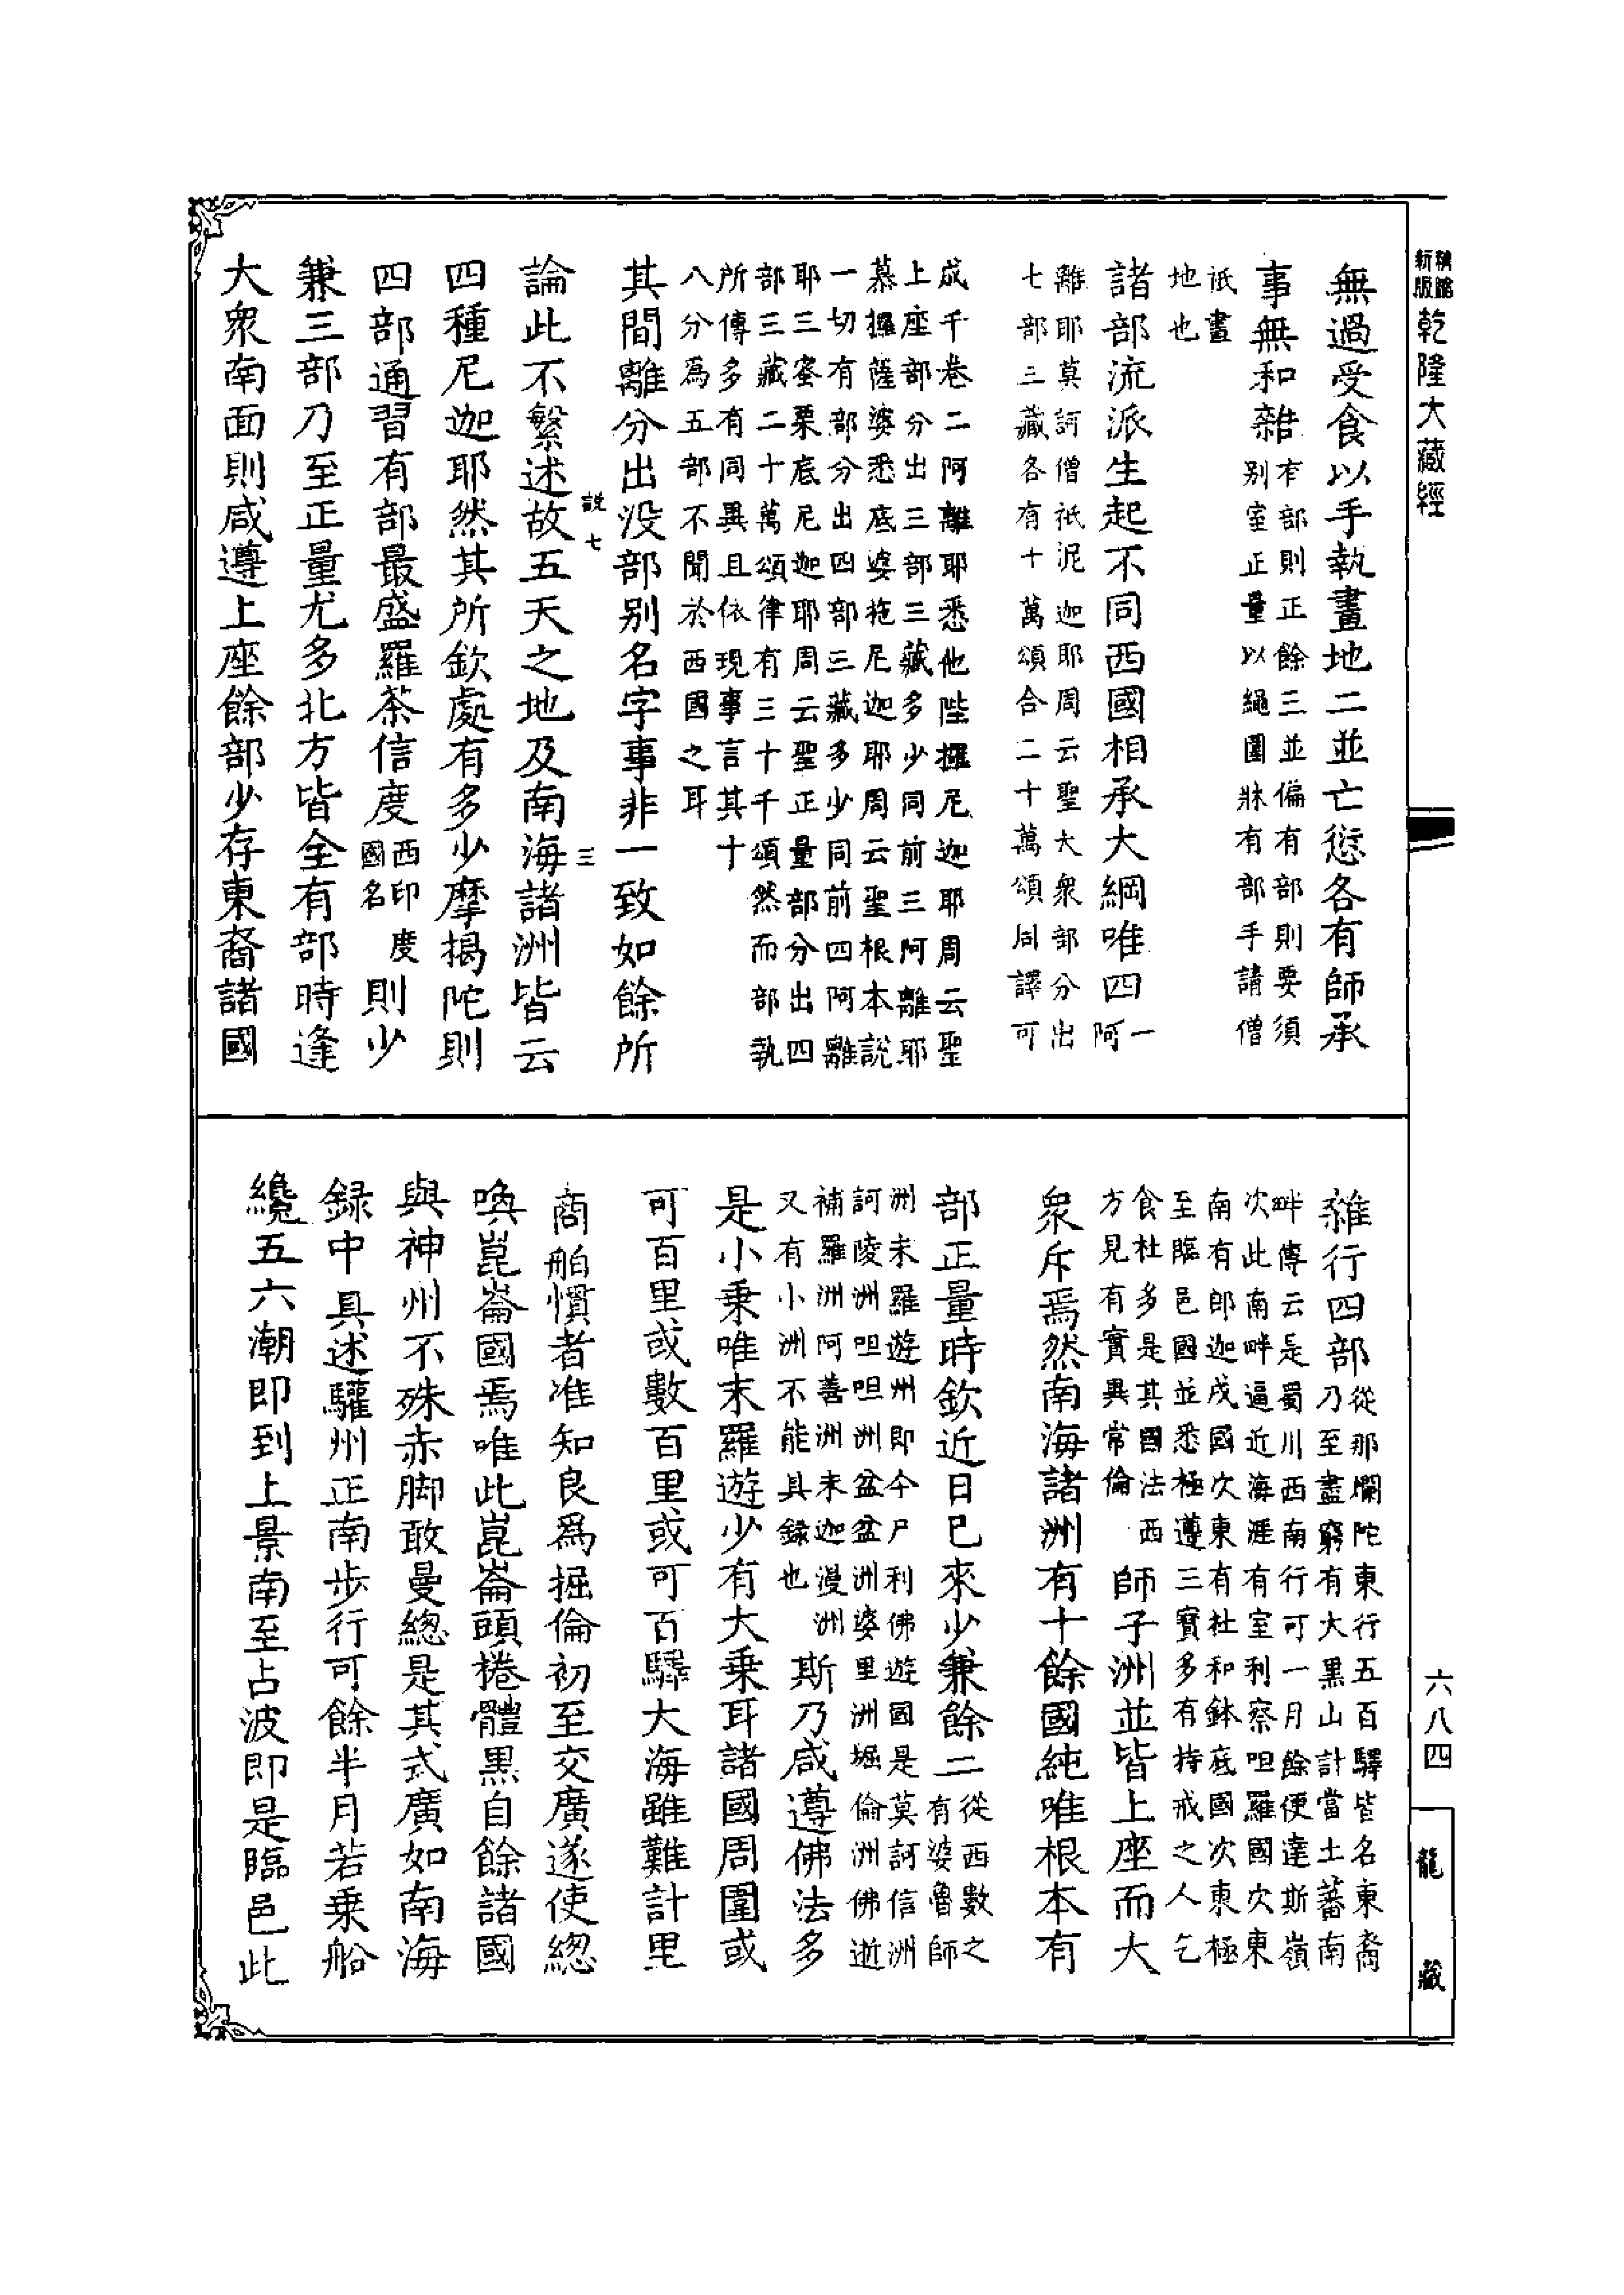 精繕
新版
乾隆大藏經
無過受食以手執畫地二並亡愆各有師承
事無和雜
有部則正餘三並偏有部則要須
别室正量以繩圍牀有部手請僧
祇畫
地也
諸部流派生起不同西國相承大綱唯四
一
阿
離耶莫訶僧祇泥迦耶周云聖大衆部分出
七部三藏各有十萬頌合二十萬頌周譯可
成千卷二阿離耶悉他陛攞尼迦耶周云聖
上座部分出三部三藏多少同前三阿離耶
慕攞薩婆悉底婆拖尼迦耶周云聖根本説
一切有部分出四部三藏多少同前四阿離
耶三蜜栗底尼迦耶周云聖正量部分出四
部三藏二十萬頌律有三十千頌然而部執
所傳多有同異且依現事言其十
八分為五部不聞於西國之耳
其間離分出没部别名字事非一致如餘所
説七
三
論此不繁述故五天之地及南海諸洲皆云
四種尼迦耶然其所欽處有多少摩揭陀則
四部通習有部最盛羅荼信度
西印度
國名
則少
兼三部乃至正量尤多北方皆全有部時逢
大衆南面則咸遵上座餘部少存東裔諸國
雜行四部
從那爛陀東行五百驛皆名東裔
乃至盡窮有大黑山計當土蕃南
畔傳云是蜀川西南行可一月餘便達斯嶺
次此南畔逼近海涯有室利察呾羅國次東
南有郎迦戍國次東有社和鉢底國次東極
至臨邑國並悉極遵三寶多有持戒之人乞
食杜多是其國法西
方見有實異常倫
師子洲並皆上座而大
衆斥焉然南海諸洲有十餘國純唯根本有
部正量時欽近日已來少兼餘二
從西數之
有婆魯師
洲末羅遊州即今尸利佛遊國是莫訶信洲
訶陵洲呾呾洲盆盆洲婆里洲堀倫洲佛逝
補羅洲阿善洲末迦漫洲
又有小洲不能具録也
斯乃咸遵佛法多
是小乗唯末羅遊少有大乗耳諸國周圍或
可百里或數百里或可百驛大海雖難計里
商舶慣者准知良爲掘倫初至交廣遂使總
喚崑崙國焉唯此崑崙頭捲體黑自餘諸國
與神州不殊赤脚敢曼總是其式廣如南海
録中具述驩州正南步行可餘半月若乗船
纔五六潮即到上景南至占波即是臨邑此
六八四
龍藏